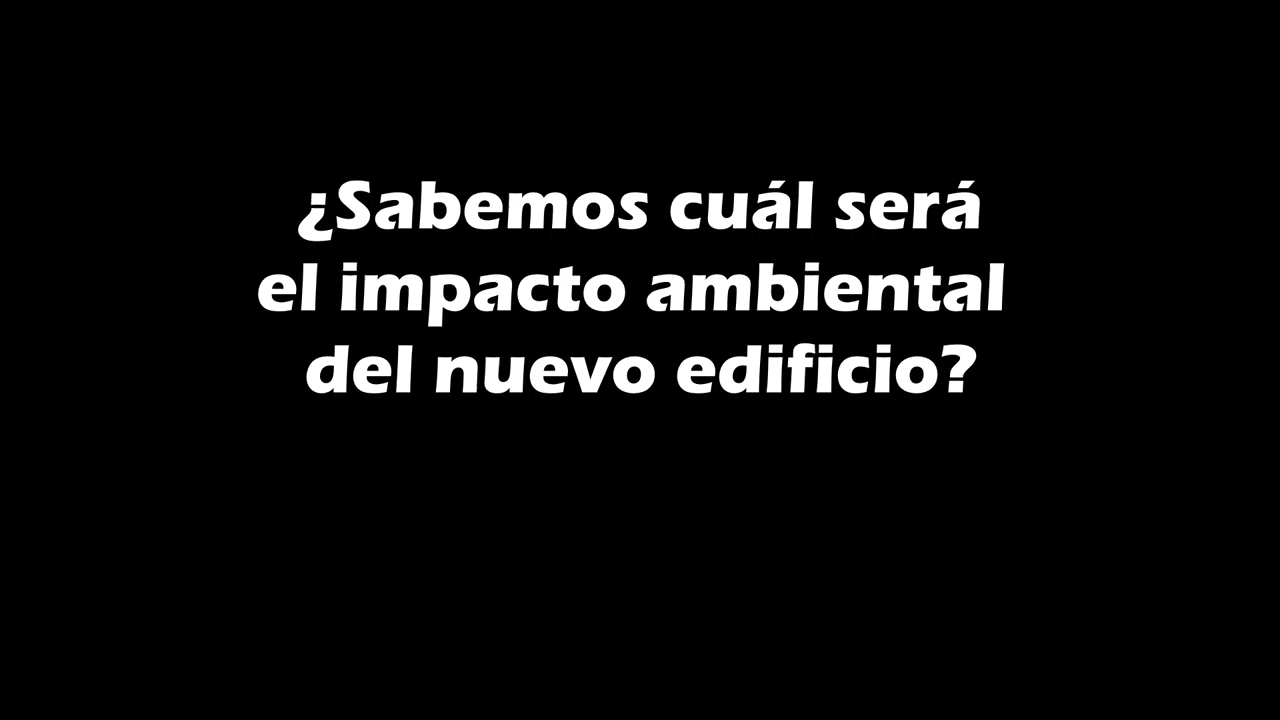 ¿Sabemos cuál será
el impacto ambiental
del nuevo edificio?